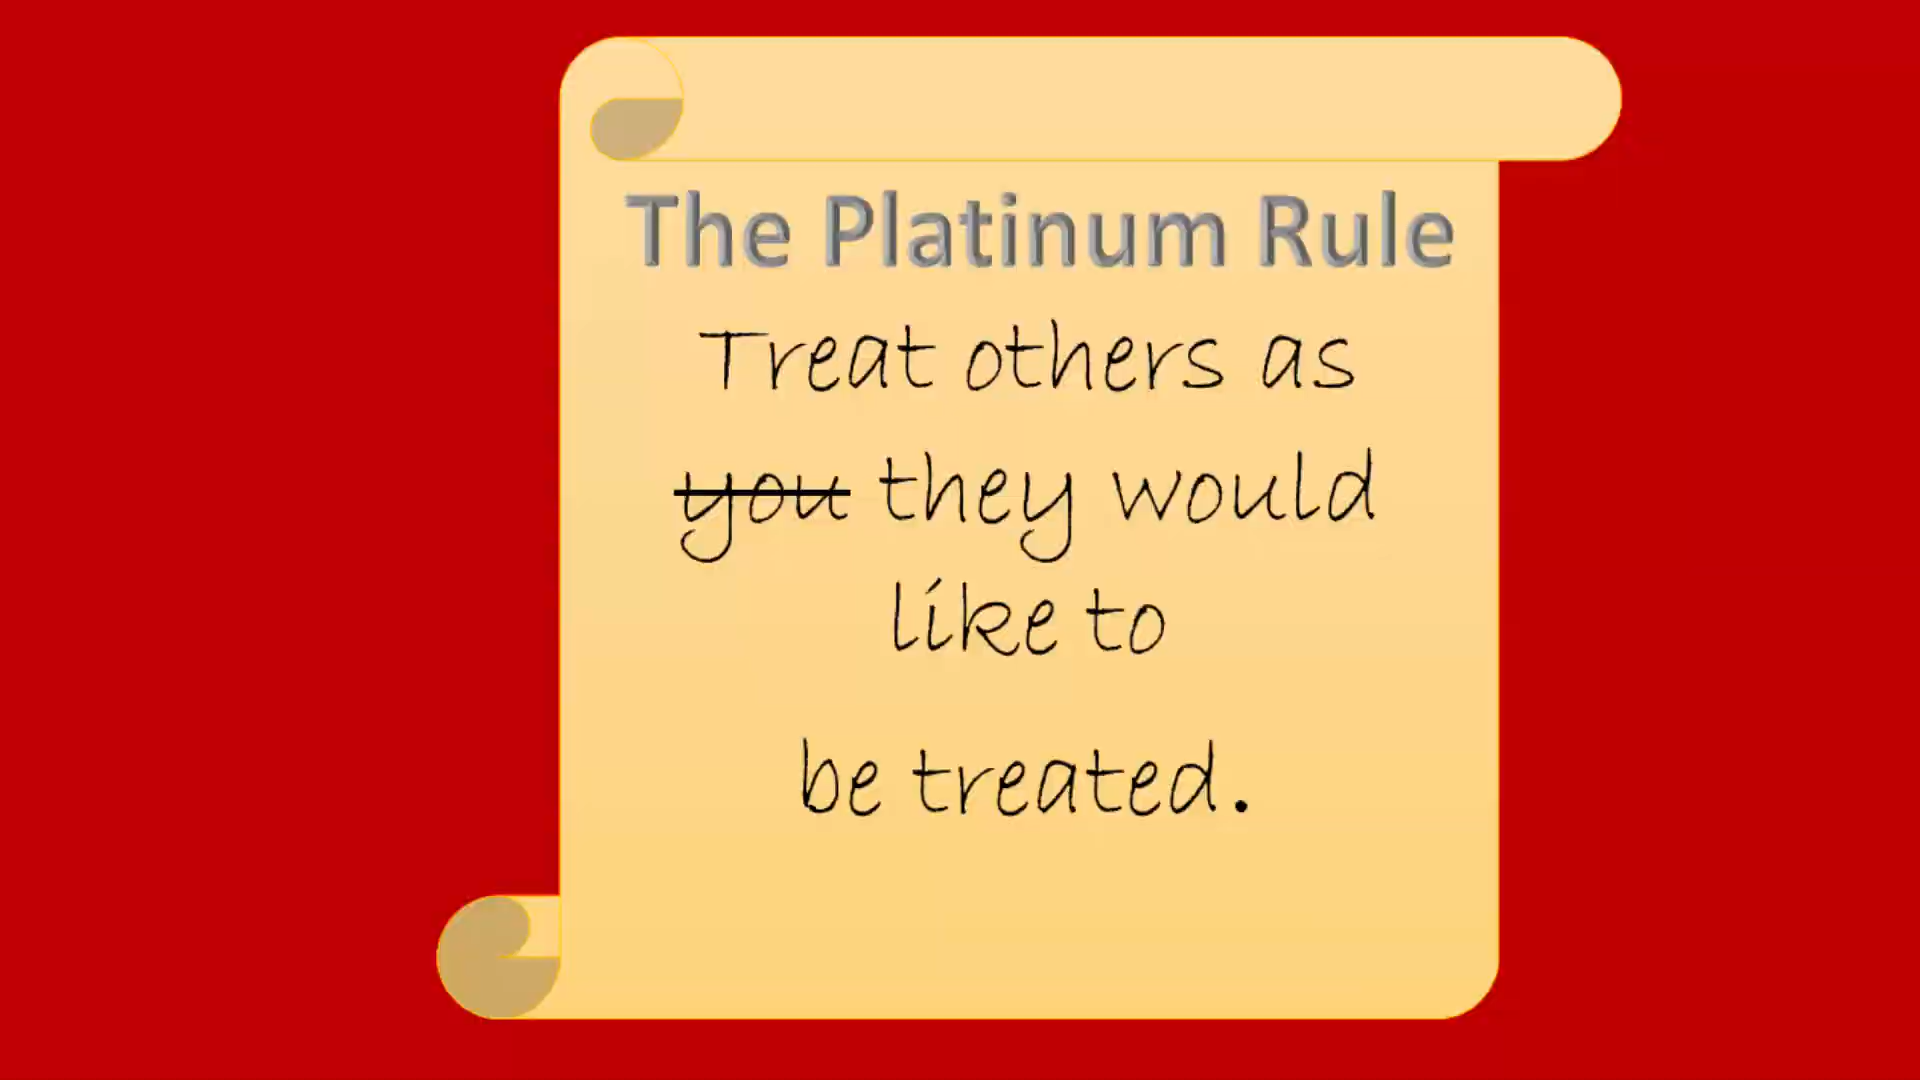 The Platinum Rule
Treat others as
you they would
like to
be treated.